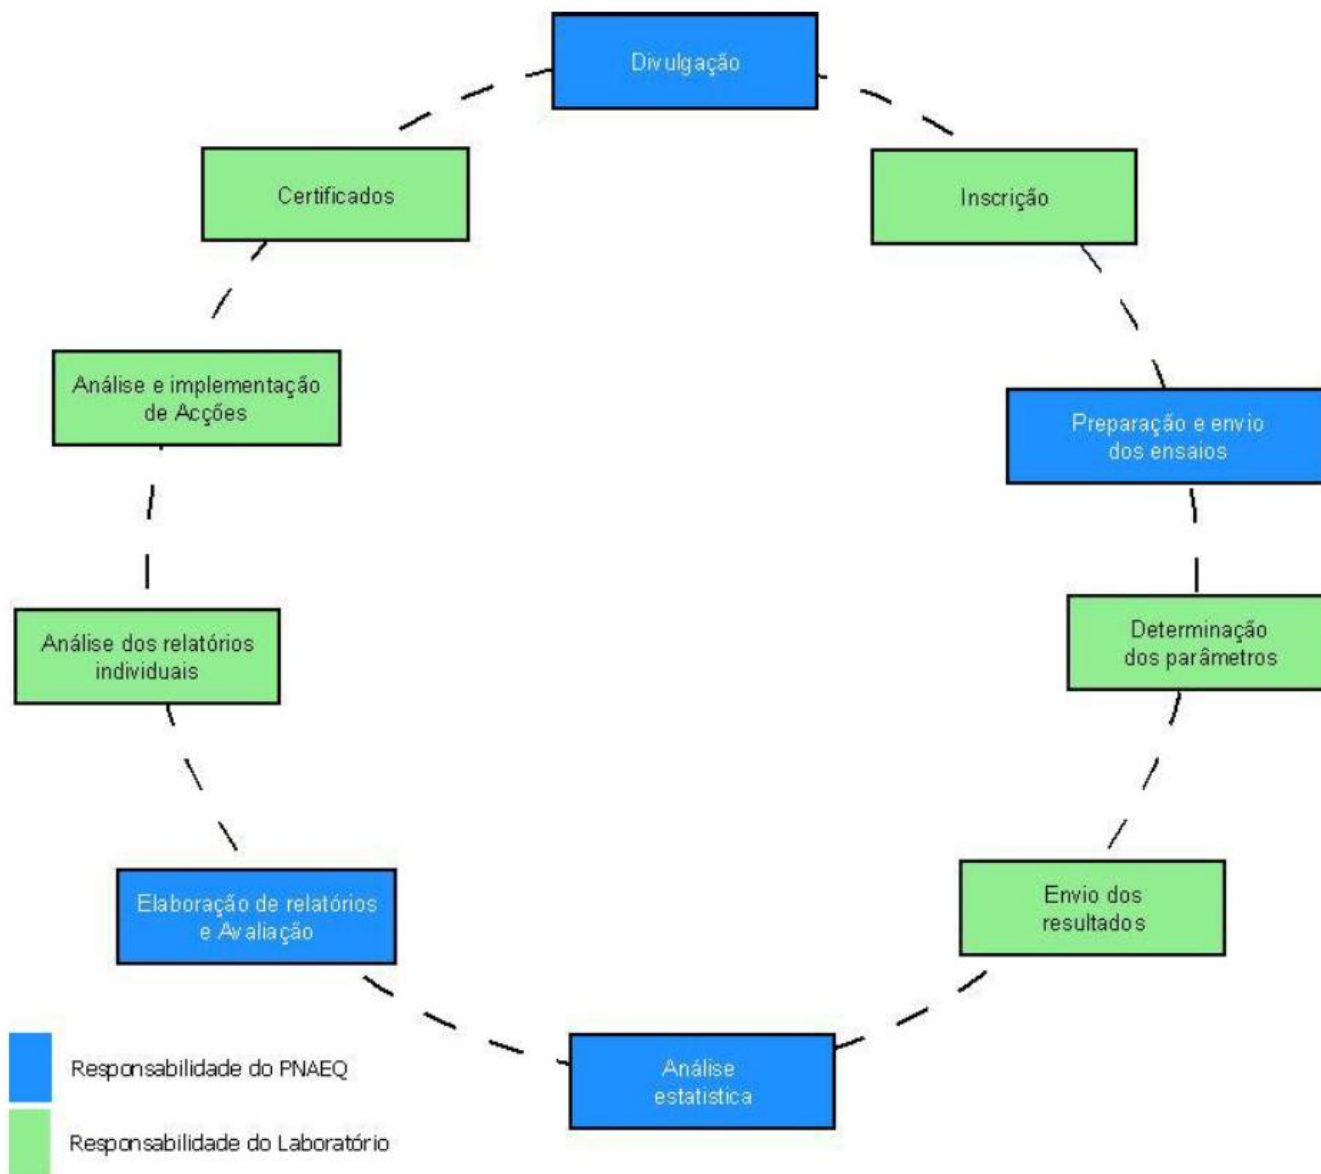 Divulgação
Certificados
Inscrição
Análise e implementação
de Acções
Preparação e envio
dos ensaios
Análise dos relatórios
individuais
Determinação
dos parâmetros
Elaboração de relatórios
e Avaliação
Envio dos
resultados
Análise
estatistica
Responsabilidade do PNAEQ
Responsabilidade do Laboratório